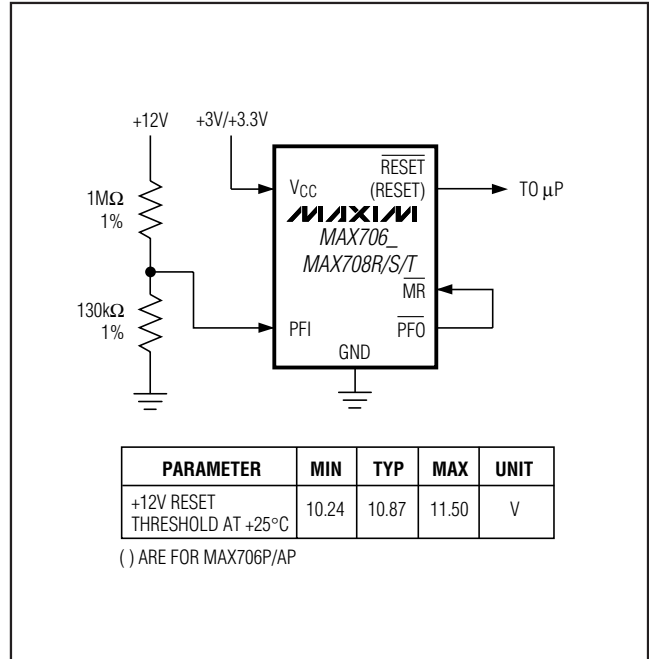 +12V
+3V/+3.3V
1MΩ
1%
130kΩ
1%
VCC
RESET
(RESET)
TO μP
MAXIM
MAX706_
MAX708R/S/T
MR
PFI
PFO
GND
PARAMETER MIN TYP MAX UNIT
+12V RESET
THRESHOLD AT +25°C 10.24 10.87 11.50 V
( ) ARE FOR MAX706P/AP